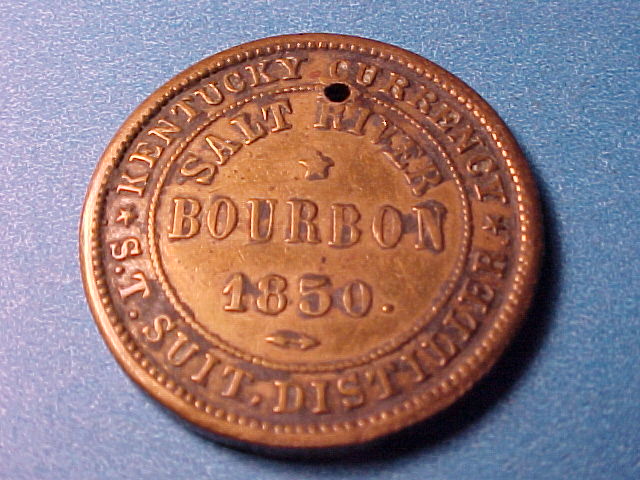 KENTUCKY CURRENCY
SALT RIVER
BOURBON
1850.
S.T. SUIT. DISTILLER